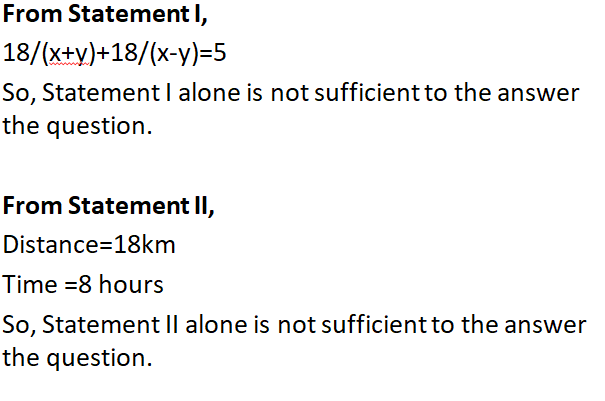 From Statement I,
18/(x+y)+18/(x-y)=5
So, Statement I alone is not sufficient to the answer
the question.
From Statement II,
Distance=18km
Time =8 hours
So, Statement II alone is not sufficient to the answer
the question.